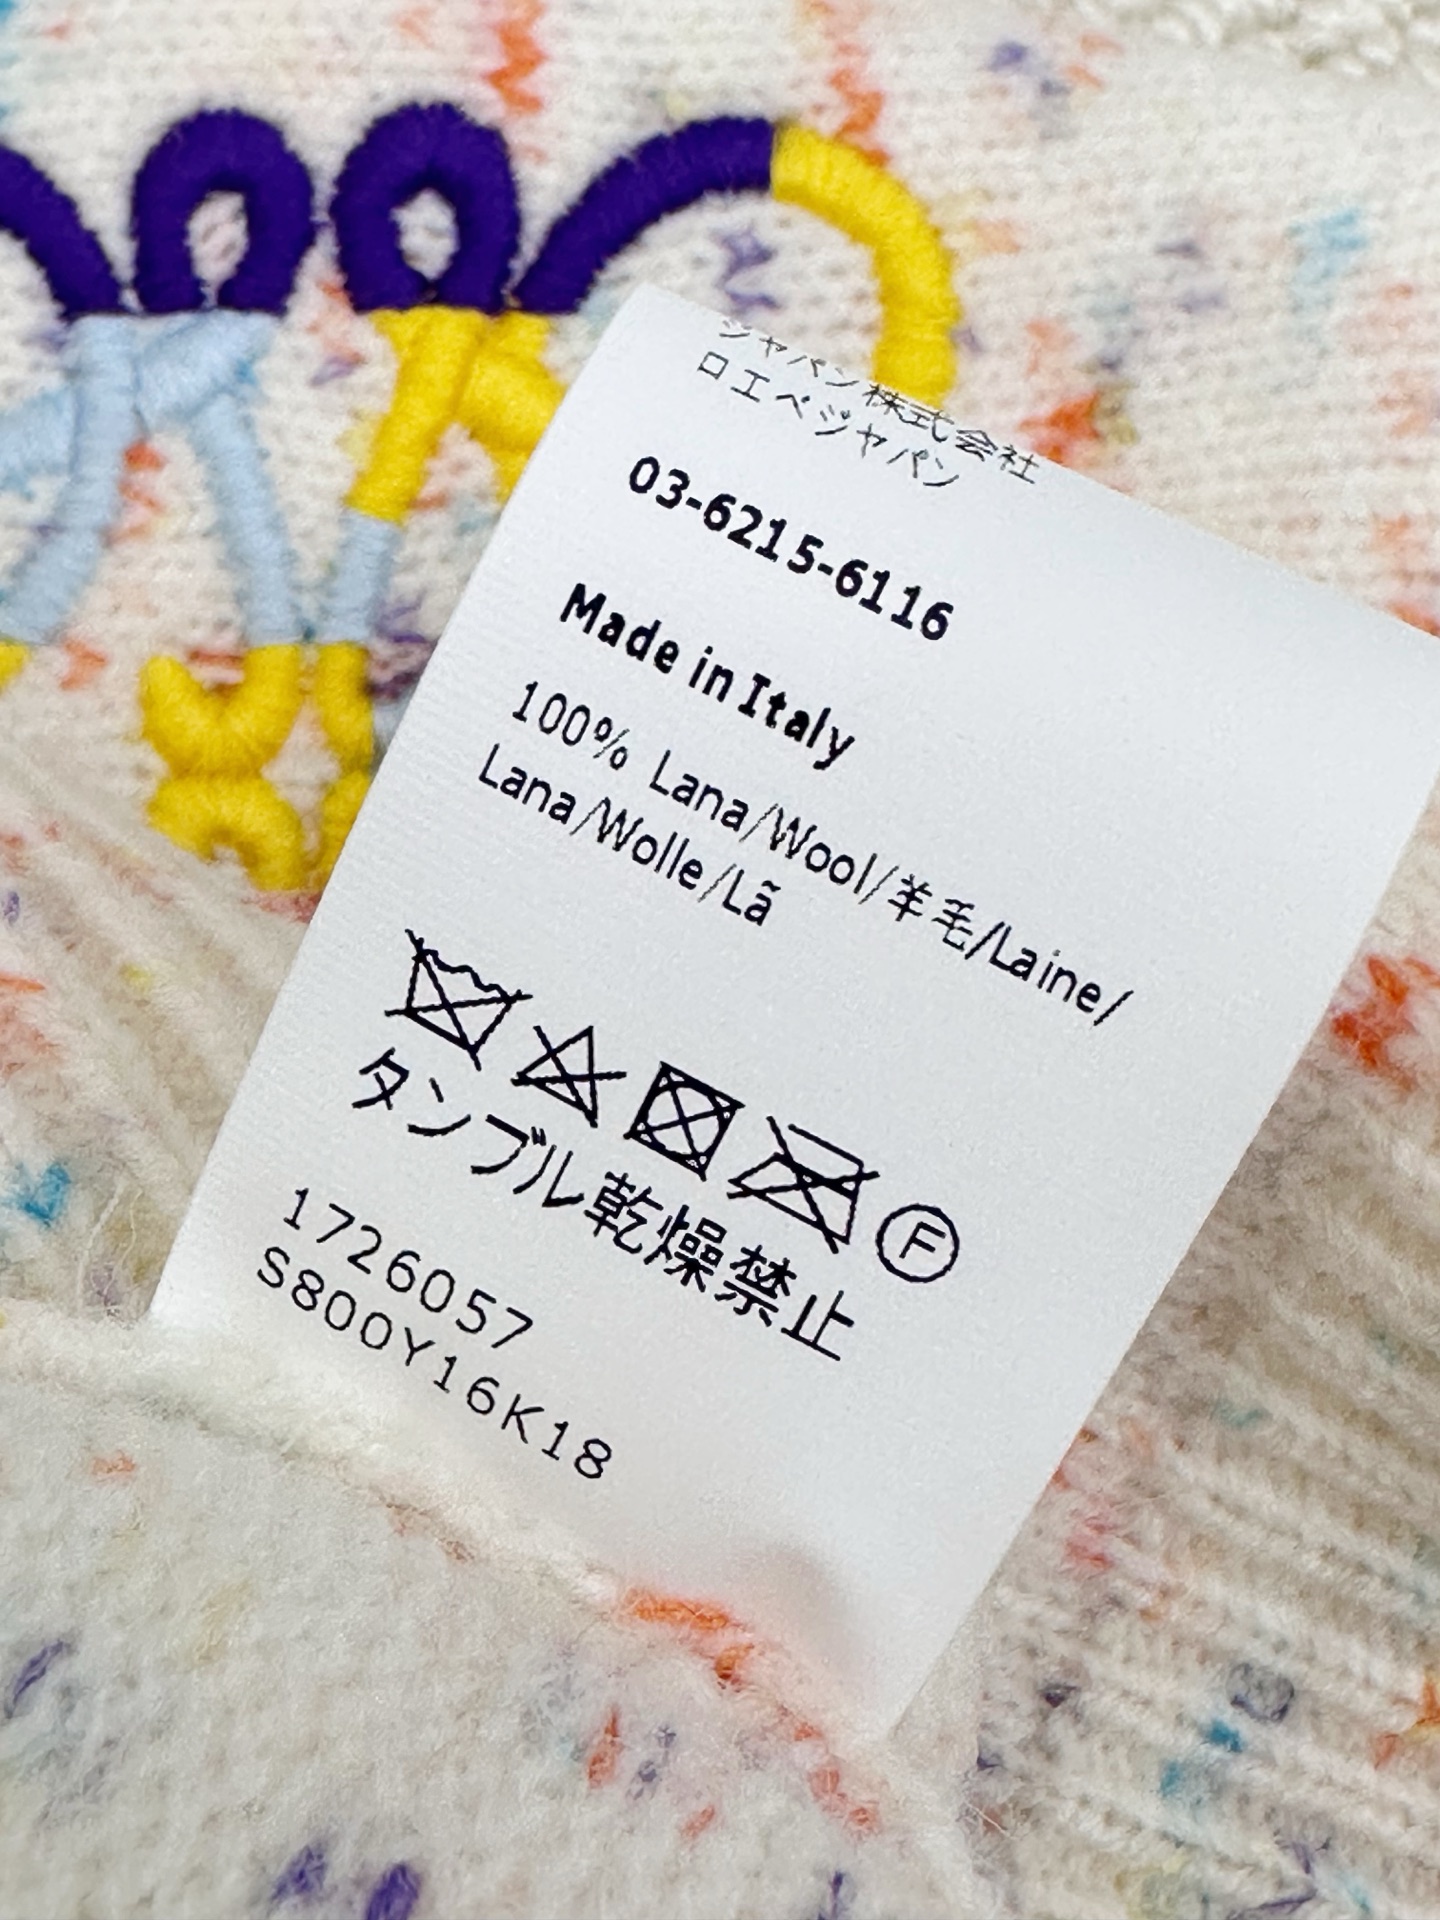 ジャパン株式会社
ロエベジャパン
03-6215-6116
Made in Italy
100% Lana/Wool/羊毛/Laine/
Lana/Wolle/Lã
F
タンブル乾燥禁止
1726057
S800Y16K18